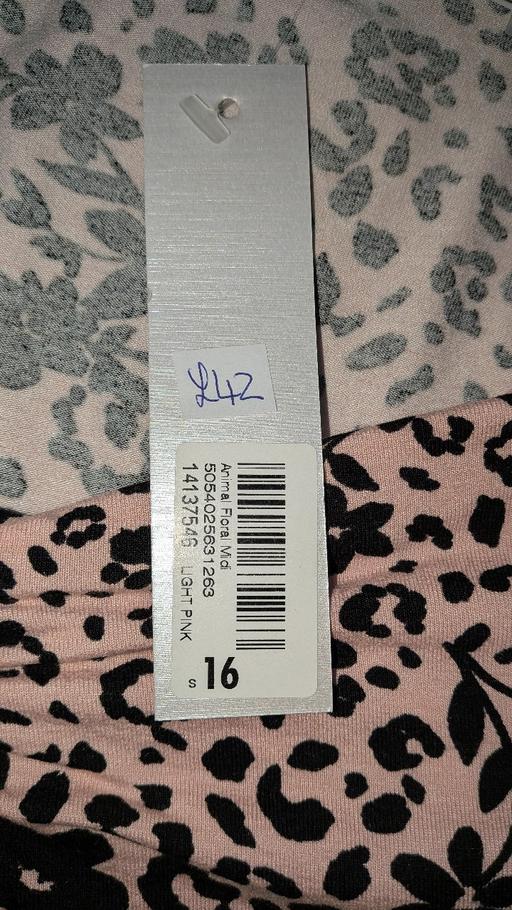 £42
Animal Floral Midi
5054025631263
14137546 LIGHT PINK
S 16